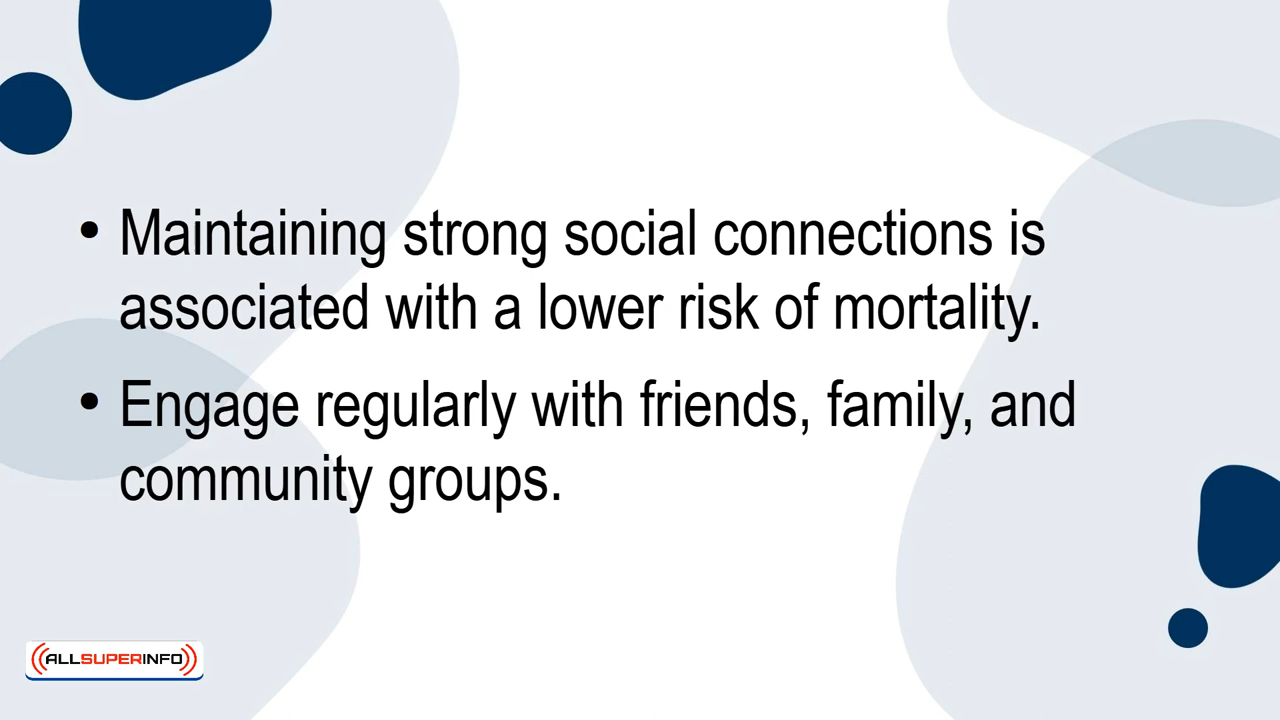 • Maintaining strong social connections is
associated with a lower risk of mortality.
• Engage regularly with friends, family, and
community groups.
ALLSUPERINFO